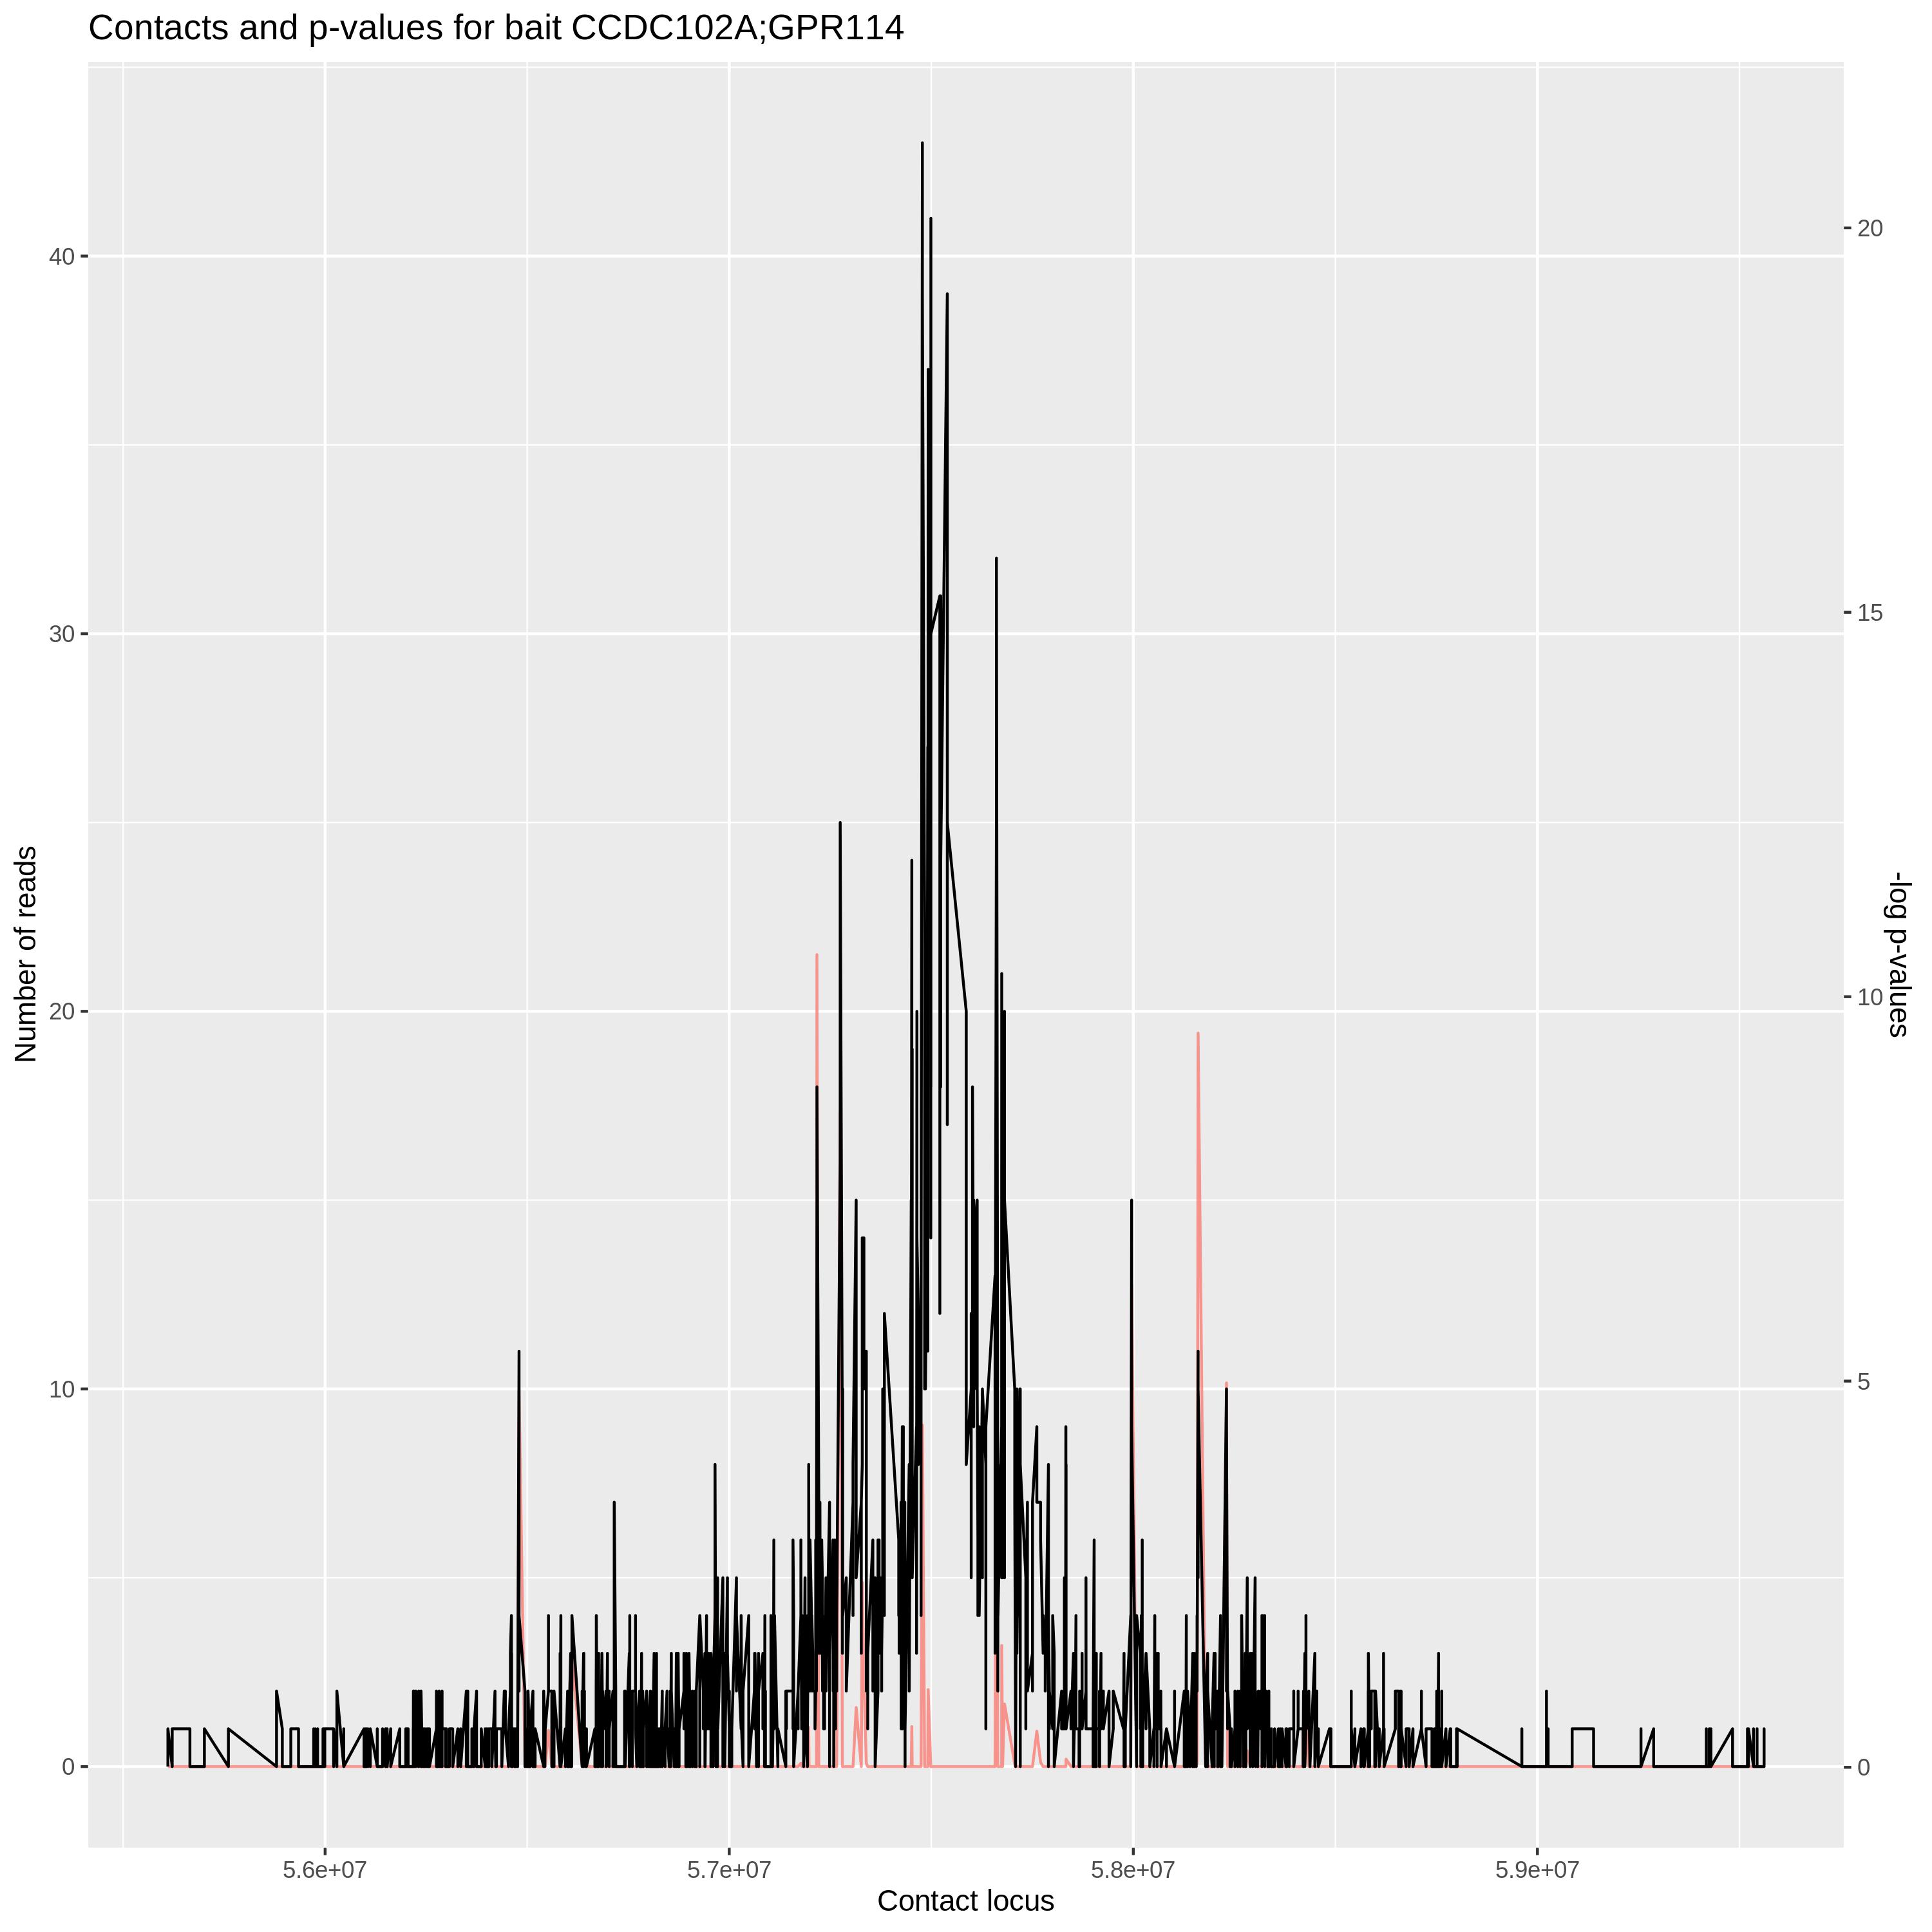 Contacts and p-values for bait CCDC102A;GPR114
40
30
20
10
0
Number of reads
20
15
10
5
0
-log p-values
5.6e+07 5.7e+07 5.8e+07 5.9e+07
Contact locus